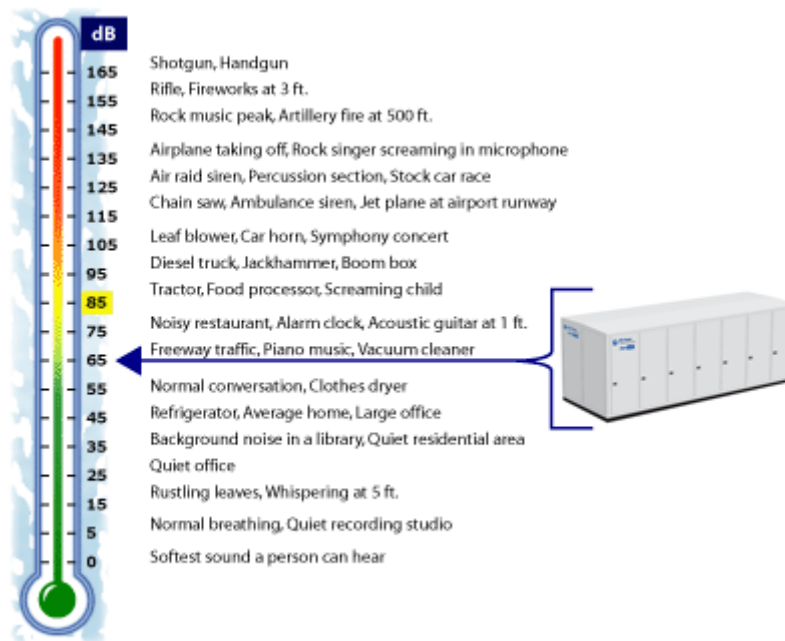 dB
165
Shotgun, Handgun
155
Rifle, Fireworks at 3 ft.
145
Rock music peak, Artillery fire at 500 ft.
135
Airplane taking off, Rock singer screaming in microphone
125
Air raid siren, Percussion section, Stock car race
115
Chain saw, Ambulance siren, Jet plane at airport runway
105
Leaf blower, Car horn, Symphony concert
95
Diesel truck, Jackhammer, Boom box
85
Tractor, Food processor, Screaming child
75
Noisy restaurant, Alarm clock, Acoustic guitar at 1 ft.
65
Freeway traffic, Piano music, Vacuum cleaner
55
Normal conversation, Clothes dryer
45
Refrigerator, Average home, Large office
35
Background noise in a library, Quiet residential area
25
Quiet office
15
Rustling leaves, Whispering at 5 ft.
5
Normal breathing, Quiet recording studio
0
Softest sound a person can hear